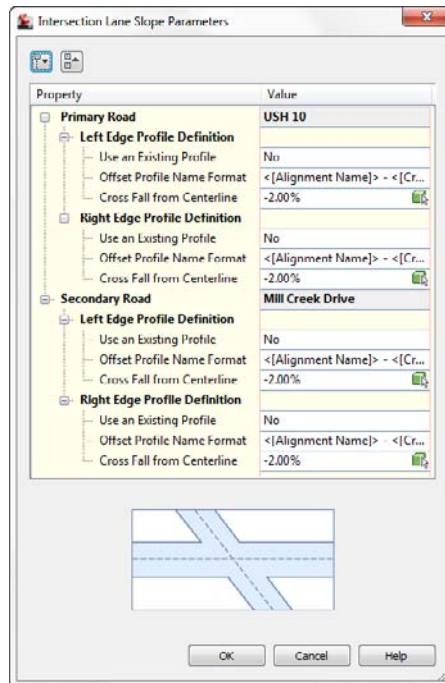 Intersection Lane Slope Parameters
Property Value
Primary Road USH 10
Left Edge Profile Definition
Use an Existing Profile No
Offset Profile Name Format <[Alignment Name]> - <[Cr...
Cross Fall from Centerline -2.00%
Right Edge Profile Definition
Use an Existing Profile No
Offset Profile Name Format <[Alignment Name]> - <[Cr...
Cross Fall from Centerline -2.00%
Secondary Road Mill Creek Drive
Left Edge Profile Definition
Use an Existing Profile No
Offset Profile Name Format <[Alignment Name]> - <[Cr...
Cross Fall from Centerline -2.00%
Right Edge Profile Definition
Use an Existing Profile No
Offset Profile Name Format <[Alignment Name]> - <[Cr...
Cross Fall from Centerline -2.00%
OK Cancel Help